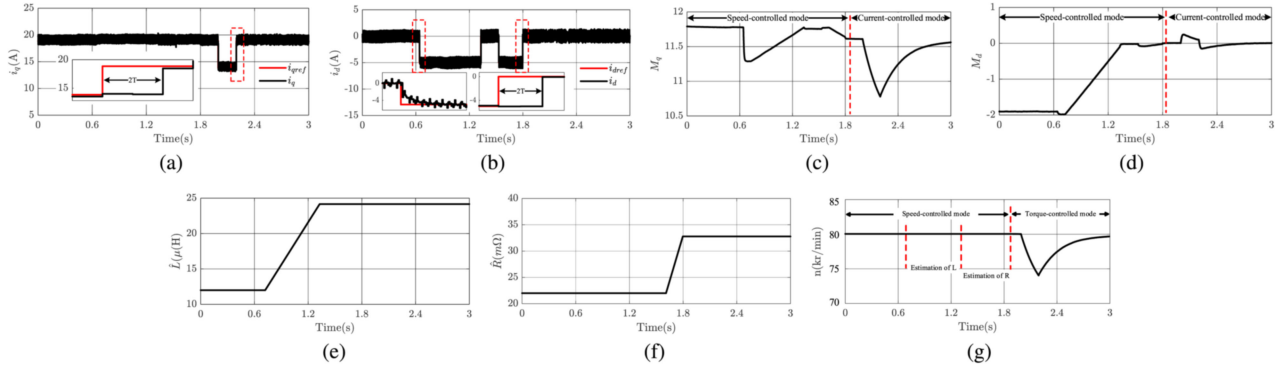 25
20
15
10
5
i_q(A)
20
15
2T
i_qref
i_q
0 0.6 1.2 1.8 2.4 3
Time(s)
(a)
5
0
-5
-10
-15
i_d(A)
0
-4
0
-4
2T
i_dref
i_d
0 0.6 1.2 1.8 2.4 3
Time(s)
(b)
12
11.5
11
10.5
M_q
Speed-controlled mode
Current-controlled mode
0 0.6 1.2 1.8 2.4 3
Time(s)
(c)
1
0
-1
-2
M_d
Speed-controlled mode
Current-controlled mode
0 0.6 1.2 1.8 2.4 3
Time(s)
(d)
25
22
19
16
13
10
L̂(μ(H)
0 0.6 1.2 1.8 2.4 3
Time(s)
(e)
40
35
30
25
20
R̂(mΩ)
0 0.6 1.2 1.8 2.4 3
Time(s)
(f)
85
80
75
70
n(kr/min)
Speed-controlled mode
Torque-controlled mode
Estimation of L
Estimation of R
0 0.6 1.2 1.8 2.4 3
Time(s)
(g)